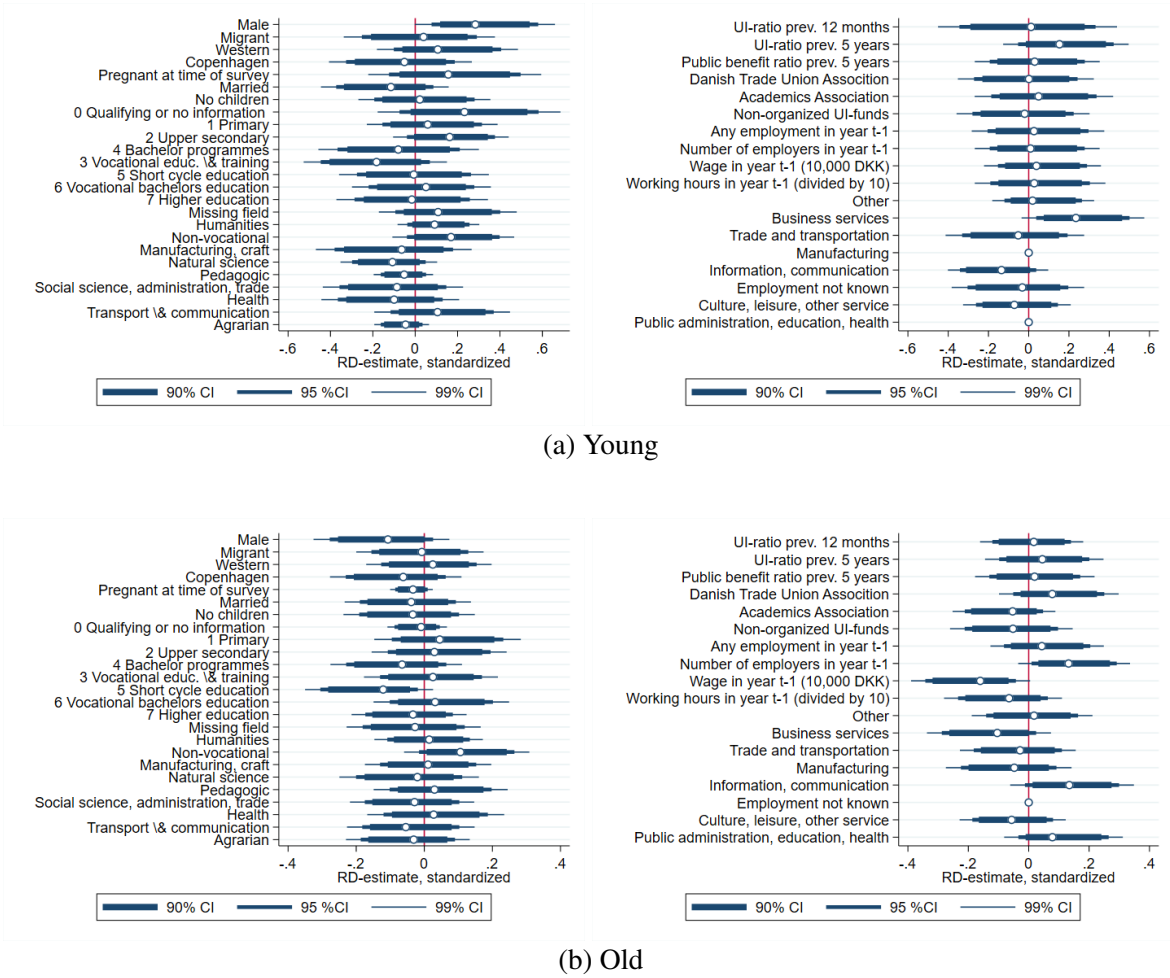 Male
Migrant
Western
Copenhagen
Pregnant at time of survey
Married
No children
0 Qualifying or no information
1 Primary
2 Upper secondary
4 Bachelor programmes
3 Vocational educ. \& training
5 Short cycle education
6 Vocational bachelors education
7 Higher education
Missing field
Humanities
Non-vocational
Manufacturing, craft
Natural science
Pedagogic
Social science, administration, trade
Health
Transport \& communication
Agrarian
-.6 -.4 -.2 0 .2 .4 .6
RD-estimate, standardized
90% CI 95 %CI 99% CI
UI-ratio prev. 12 months
UI-ratio prev. 5 years
Public benefit ratio prev. 5 years
Danish Trade Union Assocition
Academics Association
Non-organized UI-funds
Any employment in year t-1
Number of employers in year t-1
Wage in year t-1 (10,000 DKK)
Working hours in year t-1 (divided by 10)
Other
Business services
Trade and transportation
Manufacturing
Information, communication
Employment not known
Culture, leisure, other service
Public administration, education, health
-.6 -.4 -.2 0 .2 .4 .6
RD-estimate, standardized
90% CI 95 %CI 99% CI
(a) Young
Male
Migrant
Western
Copenhagen
Pregnant at time of survey
Married
No children
0 Qualifying or no information
1 Primary
2 Upper secondary
4 Bachelor programmes
3 Vocational educ. \& training
5 Short cycle education
6 Vocational bachelors education
7 Higher education
Missing field
Humanities
Non-vocational
Manufacturing, craft
Natural science
Pedagogic
Social science, administration, trade
Health
Transport \& communication
Agrarian
-.4 -.2 0 .2 .4
RD-estimate, standardized
90% CI 95 %CI 99% CI
UI-ratio prev. 12 months
UI-ratio prev. 5 years
Public benefit ratio prev. 5 years
Danish Trade Union Assocition
Academics Association
Non-organized UI-funds
Any employment in year t-1
Number of employers in year t-1
Wage in year t-1 (10,000 DKK)
Working hours in year t-1 (divided by 10)
Other
Business services
Trade and transportation
Manufacturing
Information, communication
Employment not known
Culture, leisure, other service
Public administration, education, health
-.4 -.2 0 .2 .4
RD-estimate, standardized
90% CI 95 %CI 99% CI
(b) Old